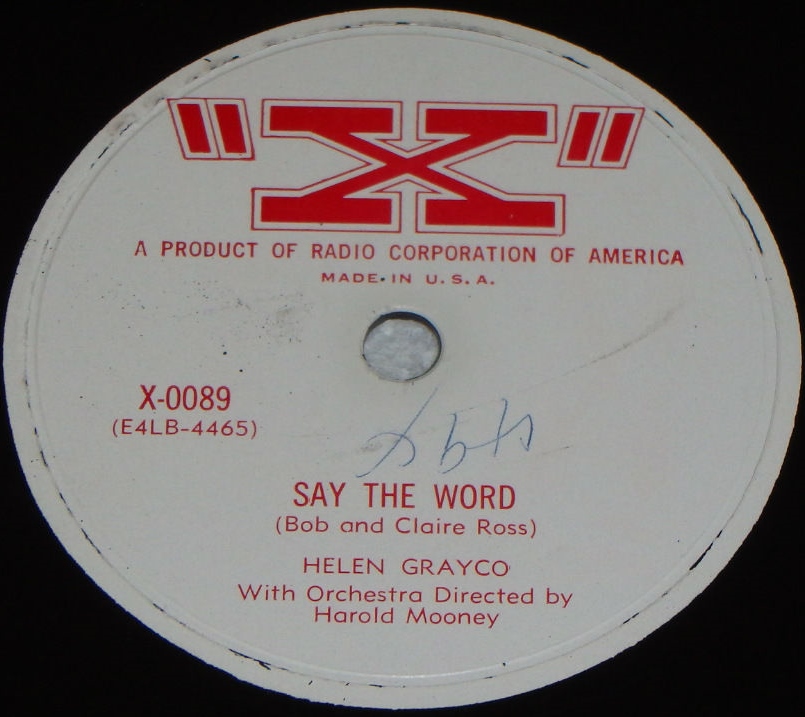 "X"
A PRODUCT OF RADIO CORPORATION OF AMERICA
MADE IN U.S.A.
X-0089
(E4LB-4465)
SAY THE WORD
(Bob and Claire Ross)
HELEN GRAYCO
With Orchestra Directed by
Harold Mooney